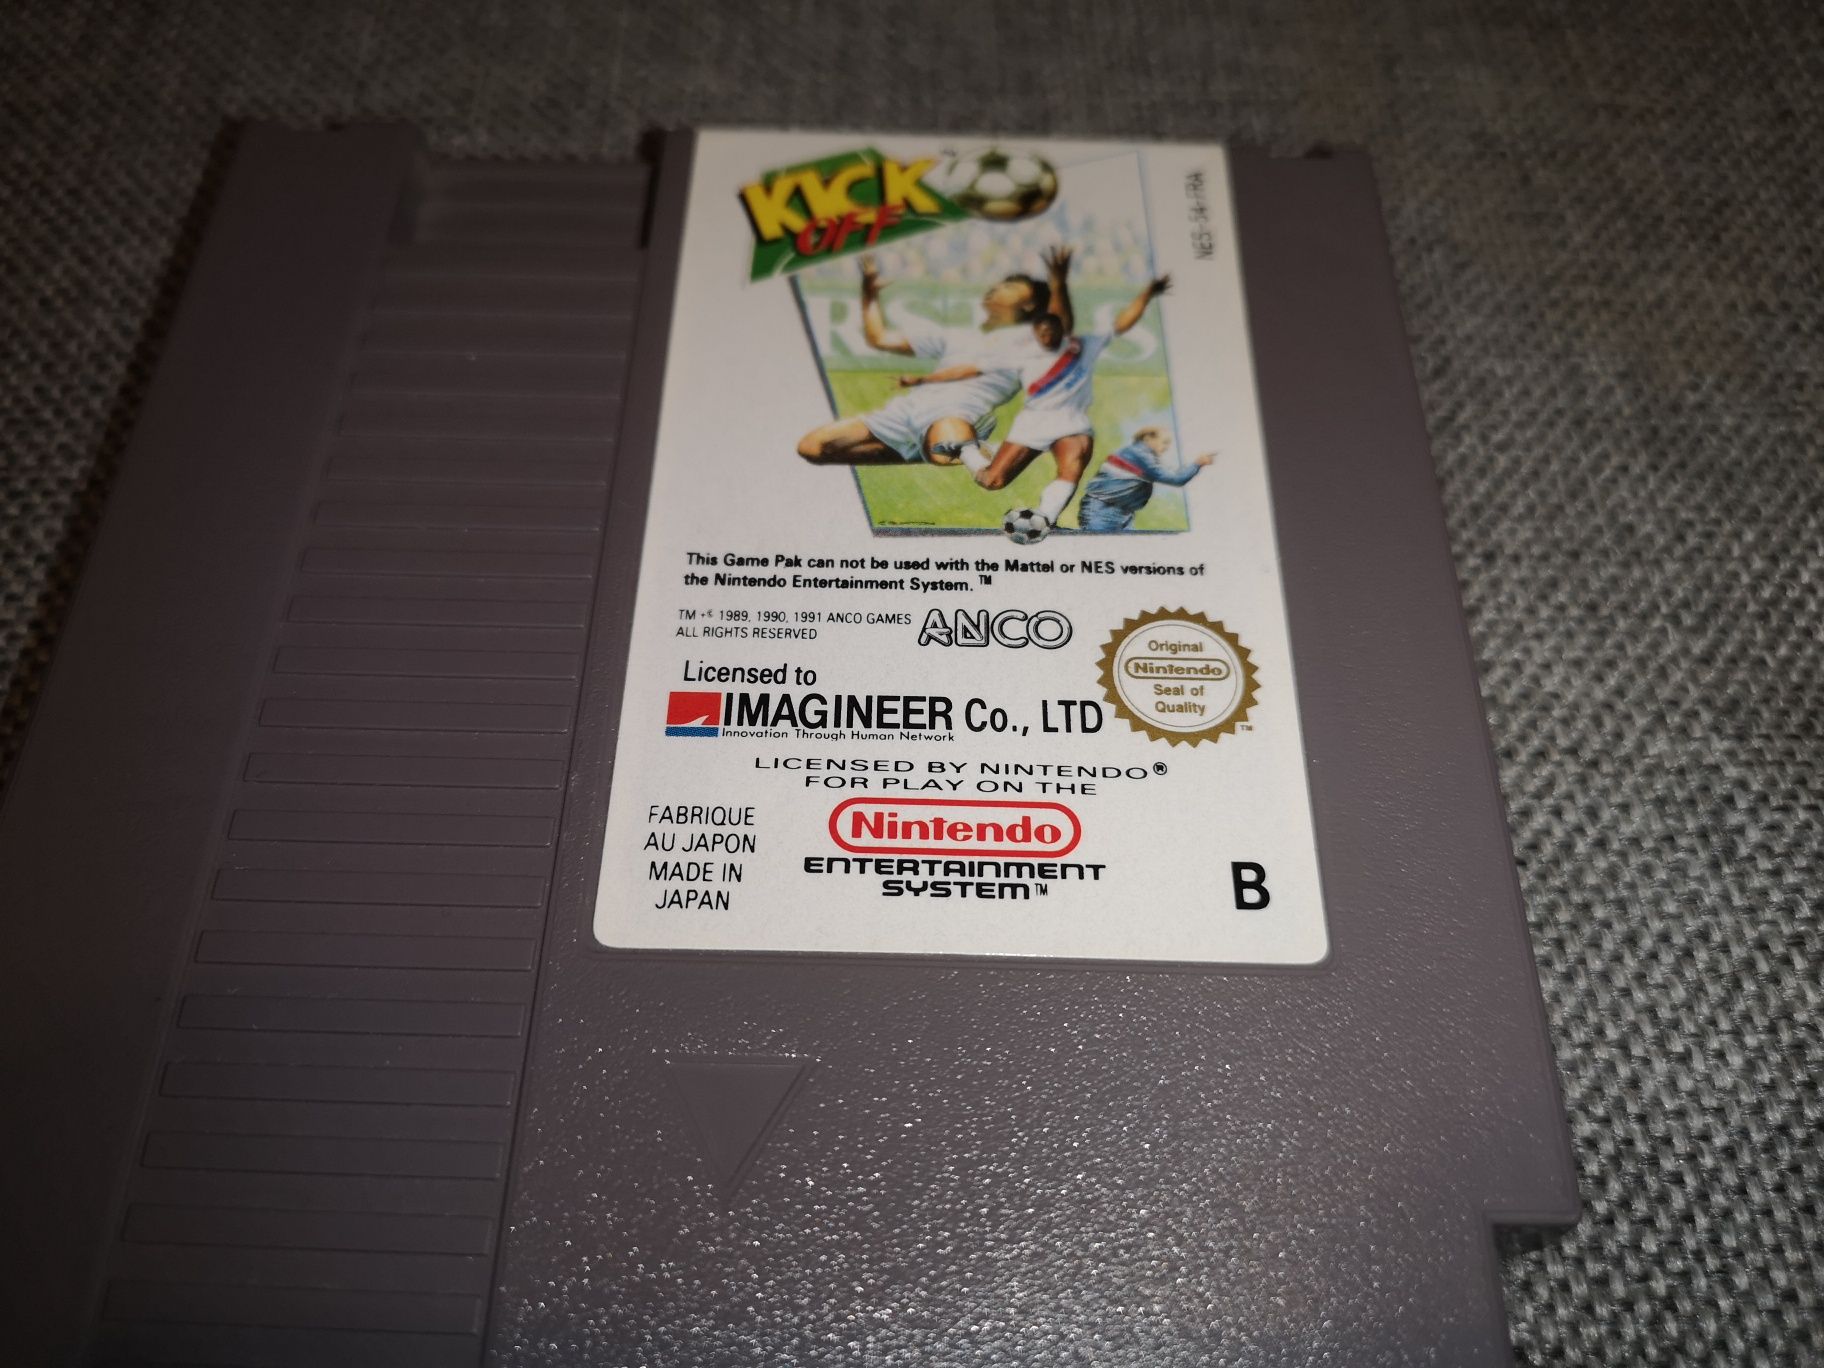 KICK
OFF
NES-54-FRA
This Game Pak can not be used with the Mattel or NES versions of
the Nintendo Entertainment System.™
1989, 1990, 1991 ANCO GAMES
ALL RIGHTS RESERVED
ANCO
Original
Nintendo
Seal of
Quality
TM
Licensed to
IMAGINEER Co., LTD
Innovation Through Human Network
LICENSED BY NINTENDO®
FOR PLAY ON THE
Nintendo
ENTERTAINMENT
SYSTEM™
FABRIQUE
AU JAPON
MADE IN
JAPAN
B